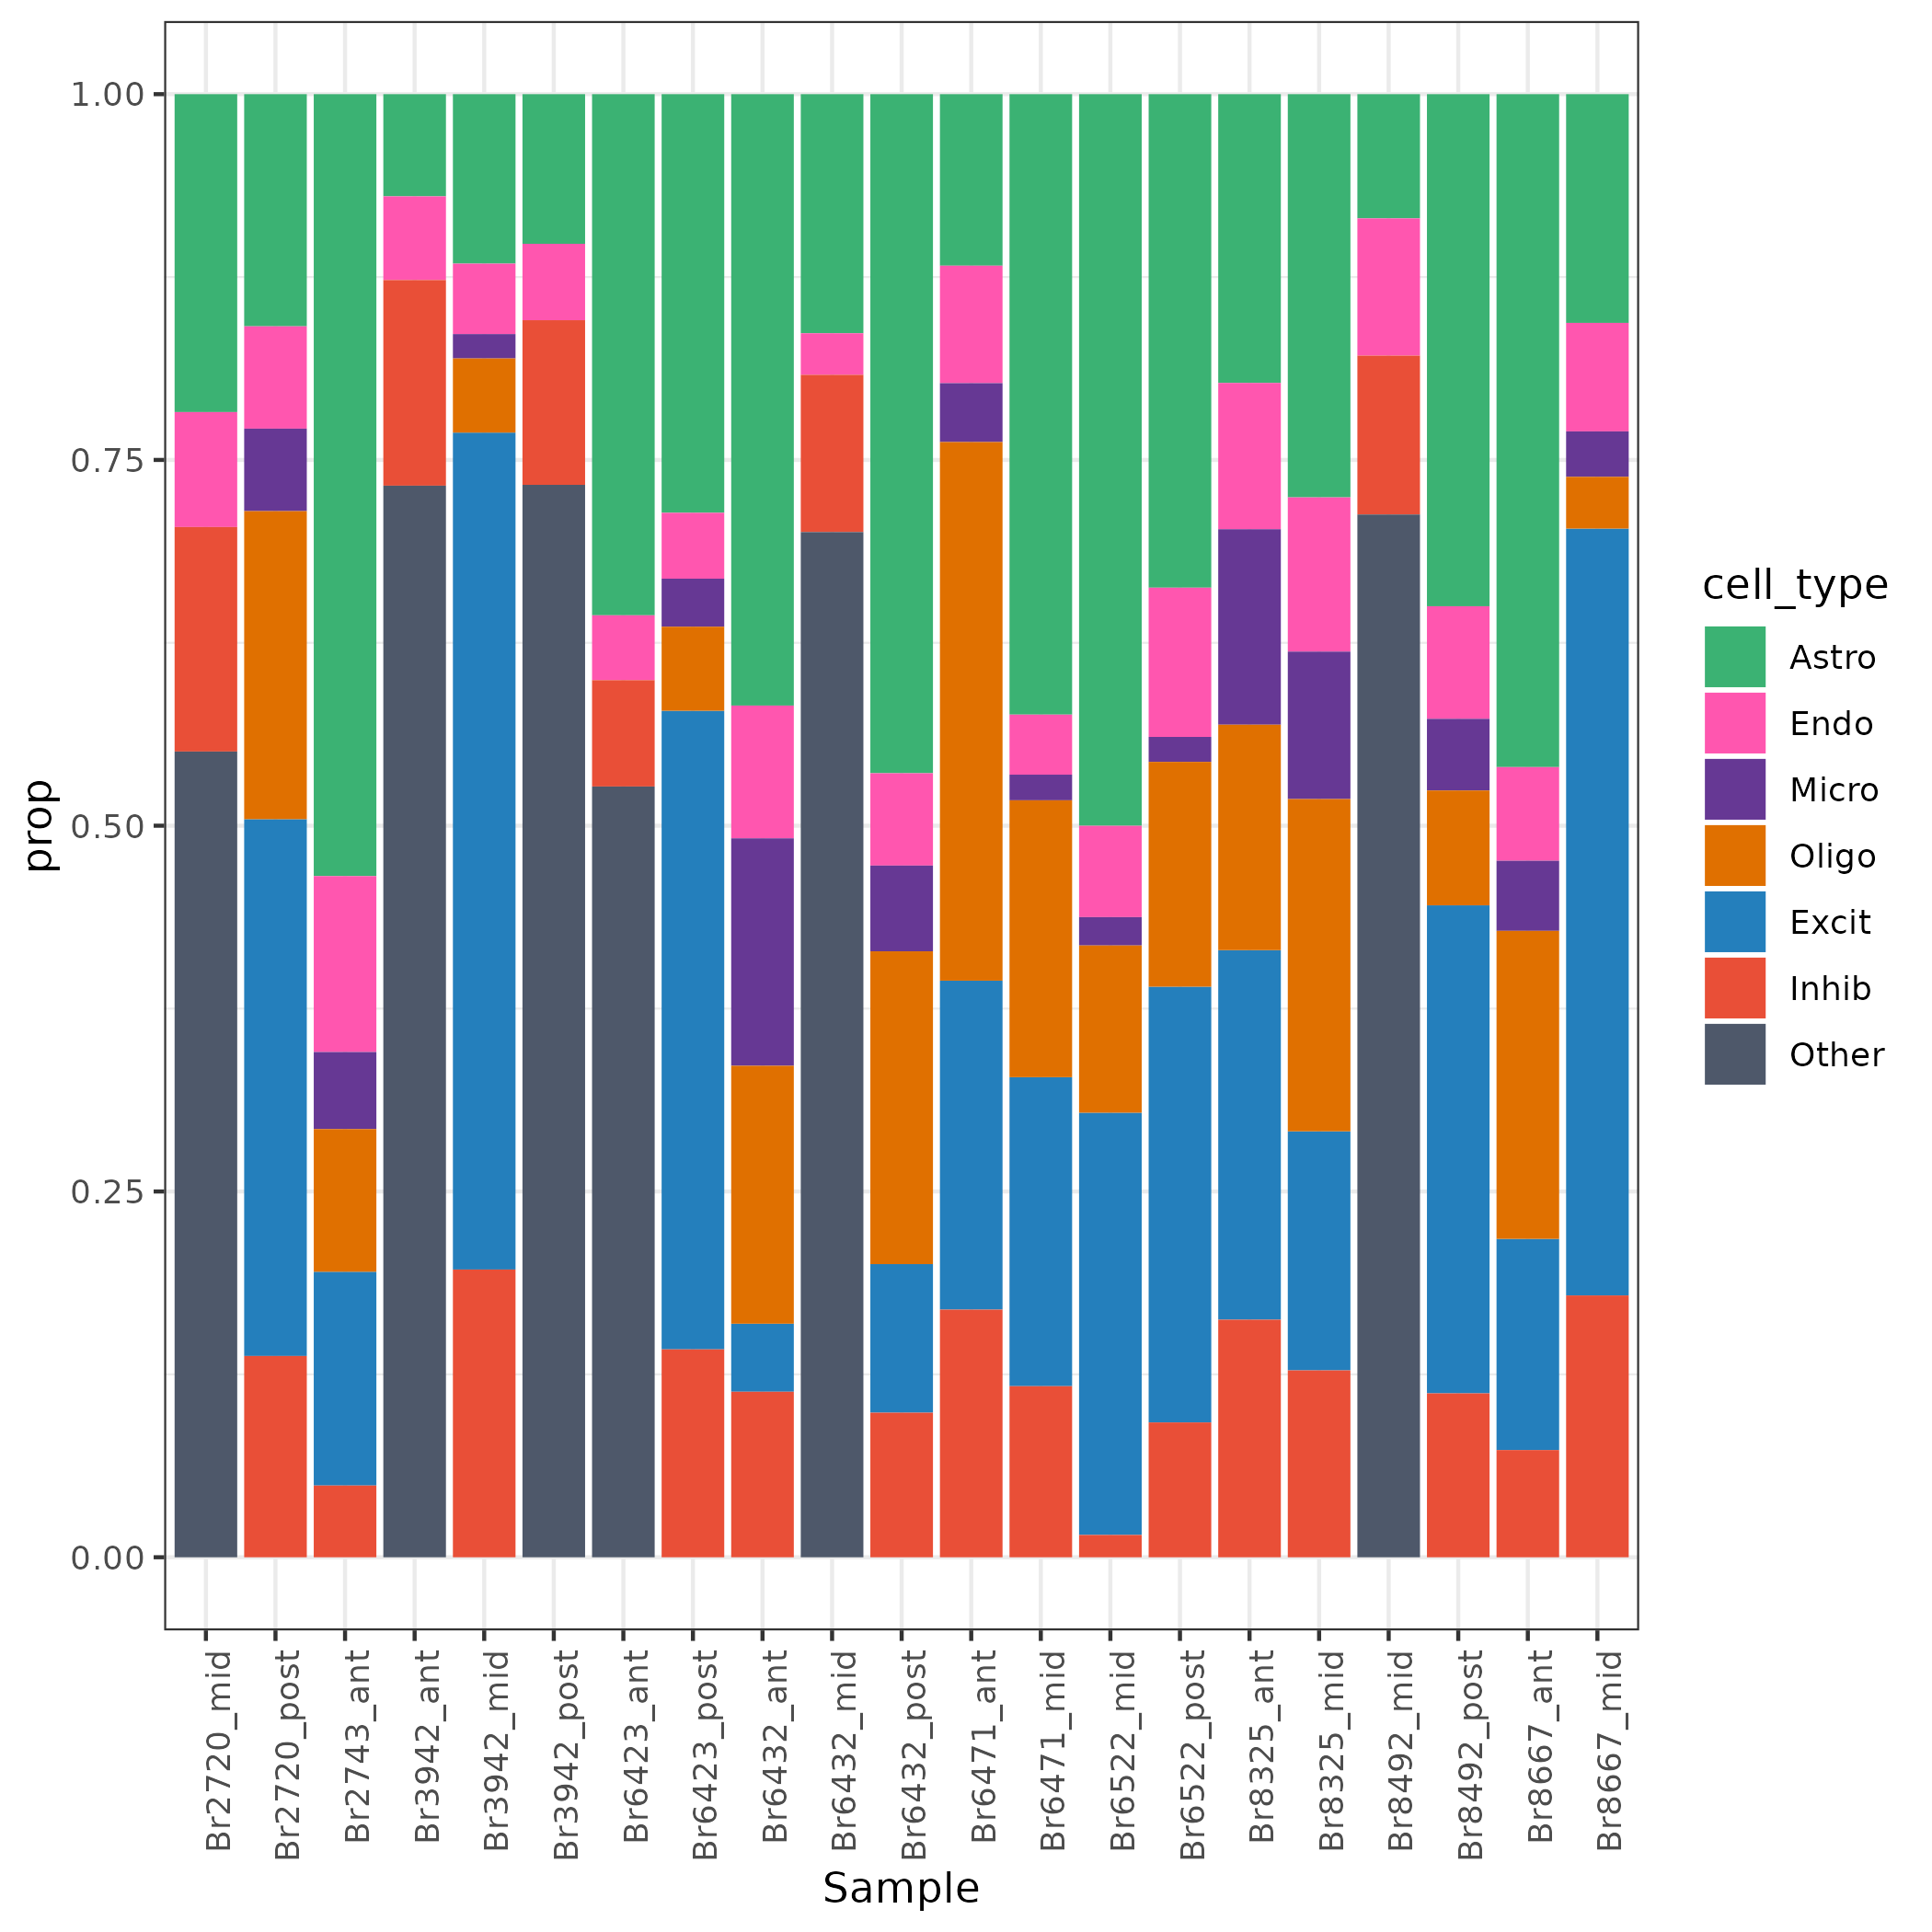 1.00
0.75
0.50
0.25
0.00
prop
Br2720_mid
Br2720_post
Br2743_ant
Br3942_ant
Br3942_mid
Br3942_post
Br6423_ant
Br6423_post
Br6432_ant
Br6432_mid
Br6432_post
Br6471_ant
Br6471_mid
Br6522_mid
Br6522_post
Br8325_ant
Br8325_mid
Br8492_mid
Br8492_post
Br8667_ant
Br8667_mid
Sample
cell_type
Astro
Endo
Micro
Oligo
Excit
Inhib
Other